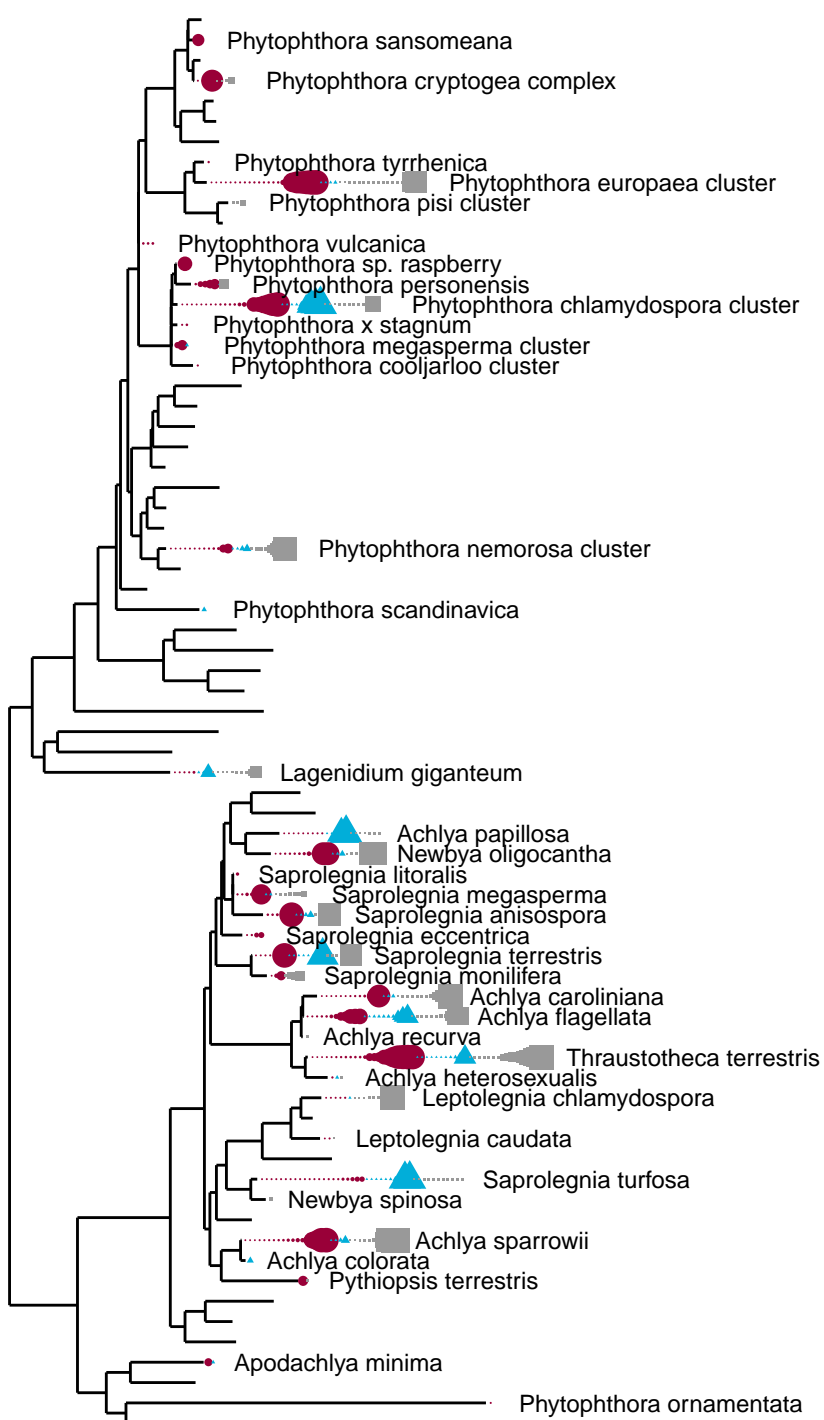 Phytophthora sansomeana
Phytophthora cryptogea complex
Phytophthora tyrrhenica
Phytophthora europaea cluster
Phytophthora pisi cluster
Phytophthora vulcanica
Phytophthora sp. raspberry
Phytophthora personensis
Phytophthora chlamydospora cluster
Phytophthora x stagnum
Phytophthora megasperma cluster
Phytophthora cooljarloo cluster
Phytophthora nemorosa cluster
Phytophthora scandinavica
Lagenidium giganteum
Achlya papillosa
Newbya oligocantha
Saprolegnia litoralis
Saprolegnia megasperma
Saprolegnia anisospora
Saprolegnia eccentrica
Saprolegnia terrestris
Saprolegnia monilifera
Achlya caroliniana
Achlya flagellata
Achlya recurva
Thraustotheca terrestris
Achlya heterosexualis
Leptolegnia chlamydospora
Leptolegnia caudata
Saprolegnia turfosa
Newbya spinosa
Achlya sparrowii
Achlya colorata
Pythiopsis terrestris
Apodachlya minima
Phytophthora ornamentata